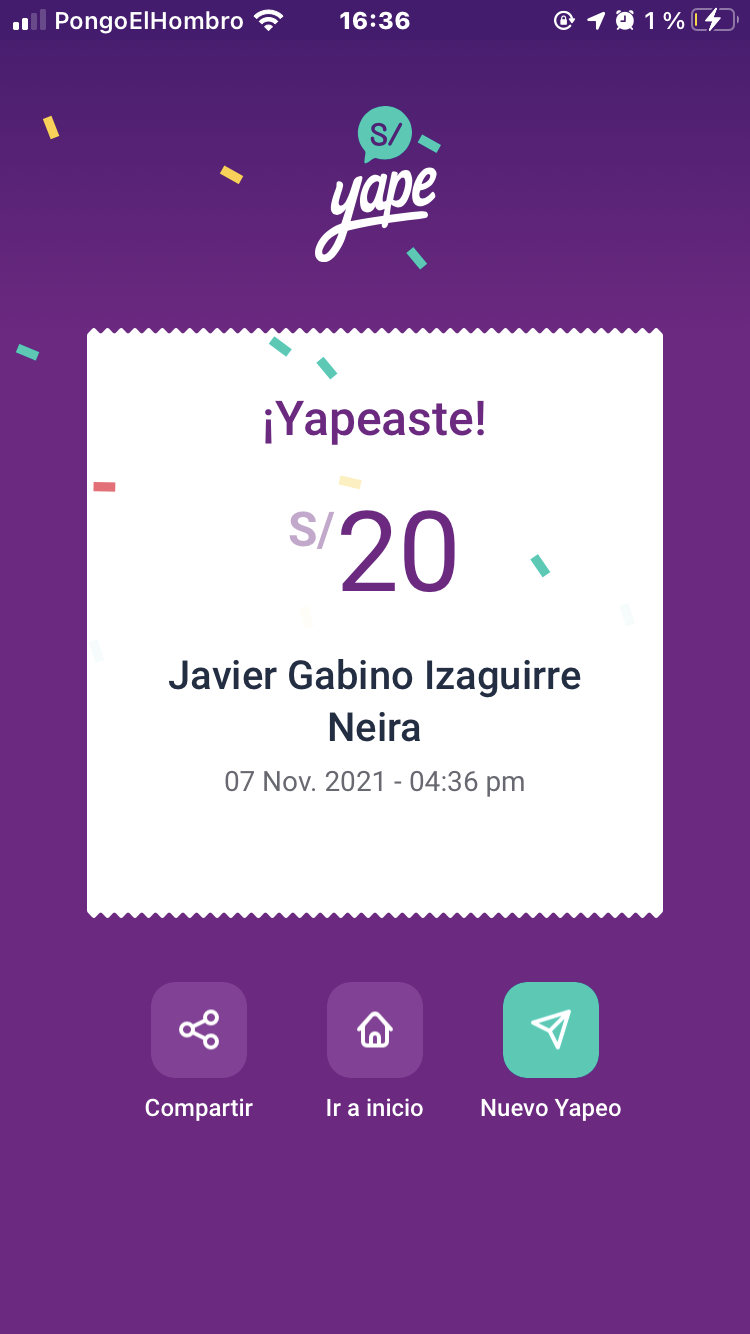 PongoElHombro 16:36 1 %
S/
yape
¡Yapeaste!
S/20
Javier Gabino Izaguirre
Neira
07 Nov. 2021 - 04:36 pm
Compartir Ir a inicio Nuevo Yapeo